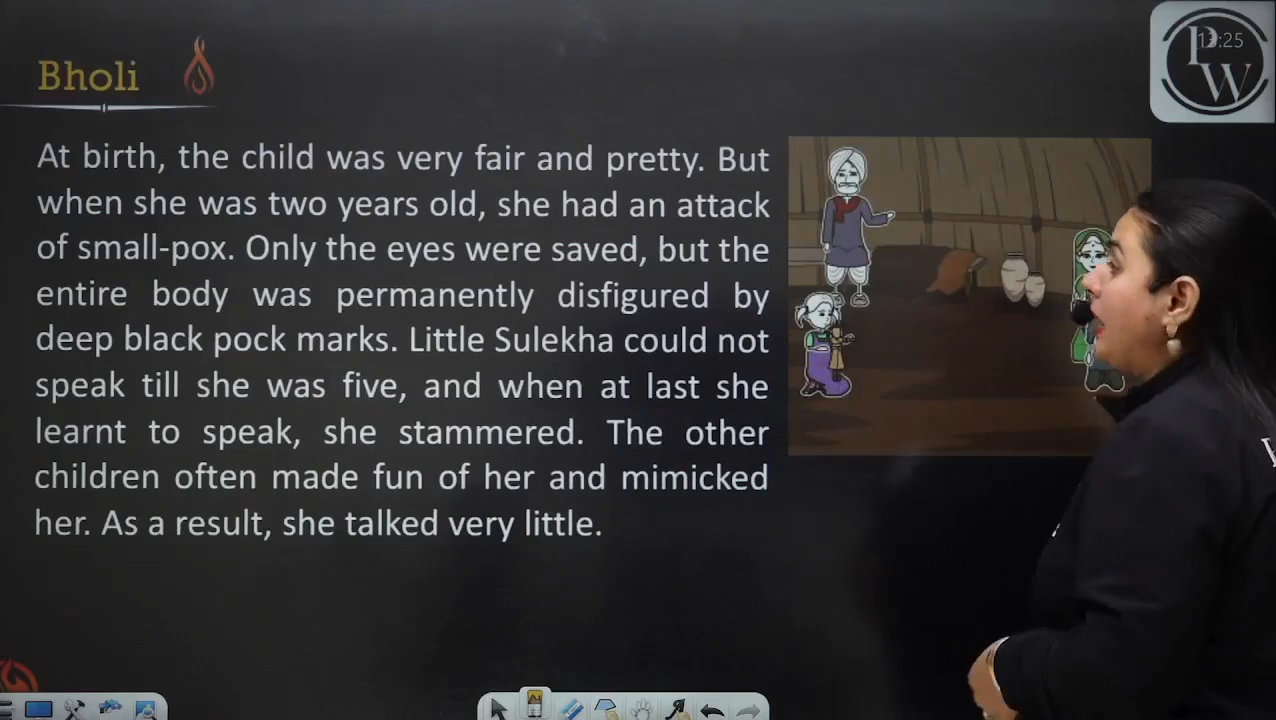 Bholi
13:25
PW
At birth, the child was very fair and pretty. But
when she was two years old, she had an attack
of small-pox. Only the eyes were saved, but the
entire body was permanently disfigured by
deep black pock marks. Little Sulekha could not
speak till she was five, and when at last she
learnt to speak, she stammered. The other
children often made fun of her and mimicked
her. As a result, she talked very little.